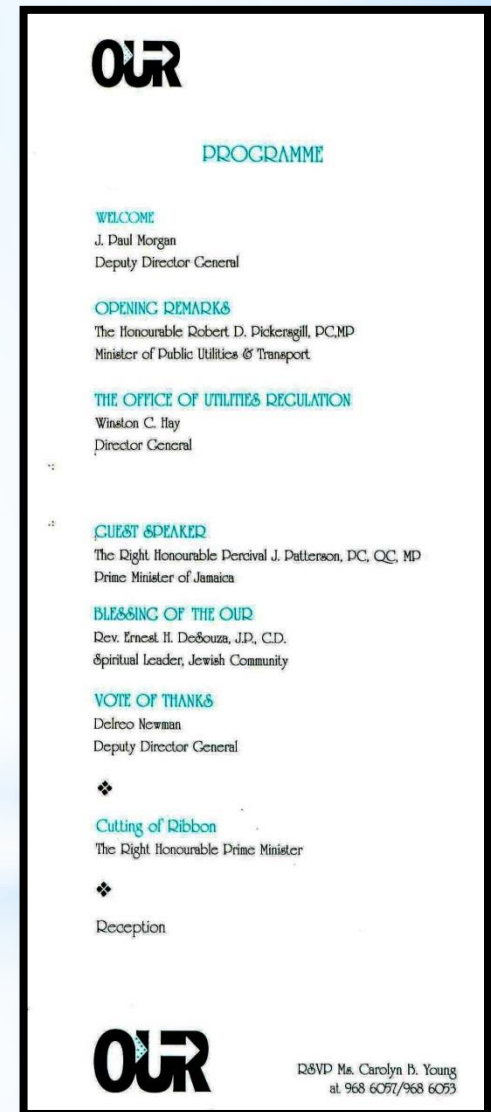 OUR
PROGRAMME
WELCOME
J. Paul Morgan
Deputy Director General
OPENING REMARKS
The Honourable Robert D. Pickersgill, PC,MP
Minister of Public Utilities & Transport
THE OFFICE OF UTILITIES REGULATION
Winston C. Hay
Director General
GUEST SPEAKER
The Right Honourable Percival J. Patterson, PC, QC, MP
Prime Minister of Jamaica
BLESSING OF THE OUR
Rev. Ernest H. DeSouza, J.P., C.D.
Spiritual Leader, Jewish Community
VOTE OF THANKS
Delreo Newman
Deputy Director General
❖
Cutting of Ribbon
The Right Honourable Prime Minister
❖
Reception
OUR
RSVP Ms. Carolyn B. Young
at 968 6057/968 6053